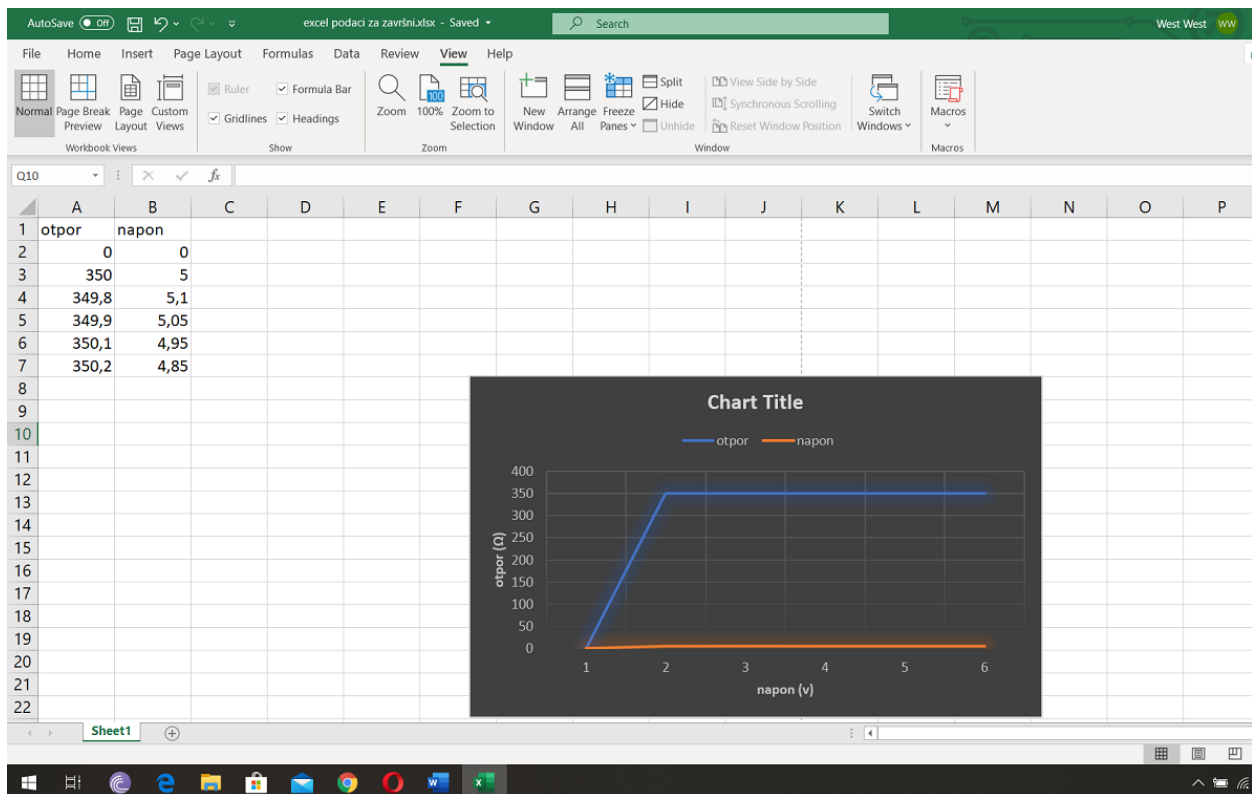 AutoSave Off excel podaci za završni.xlsx - Saved Search West West WW
File Home Insert Page Layout Formulas Data Review View Help
Normal Page Break Preview Page Layout Custom Views
Workbook Views
Ruler Formula Bar
Gridlines Headings
Show
Zoom 100% Zoom to Selection
Zoom
New Window Arrange All Freeze Panes
Split
Hide
Unhide
View Side by Side
Synchronous Scrolling
Reset Window Position
Switch Windows
Window
Macros
Macros
Q10 fx
A B C D E F G H I J K L M N O P
1 otpor napon
2 0 0
3 350 5
4 349,8 5,1
5 349,9 5,05
6 350,1 4,95
7 350,2 4,85
8
9
10
11
12
13
14
15
16
17
18
19
20
21
22
Chart Title
otpor napon
400
350
300
250
200
150
100
50
0
otpor (Ω)
1 2 3 4 5 6
napon (v)
Sheet1